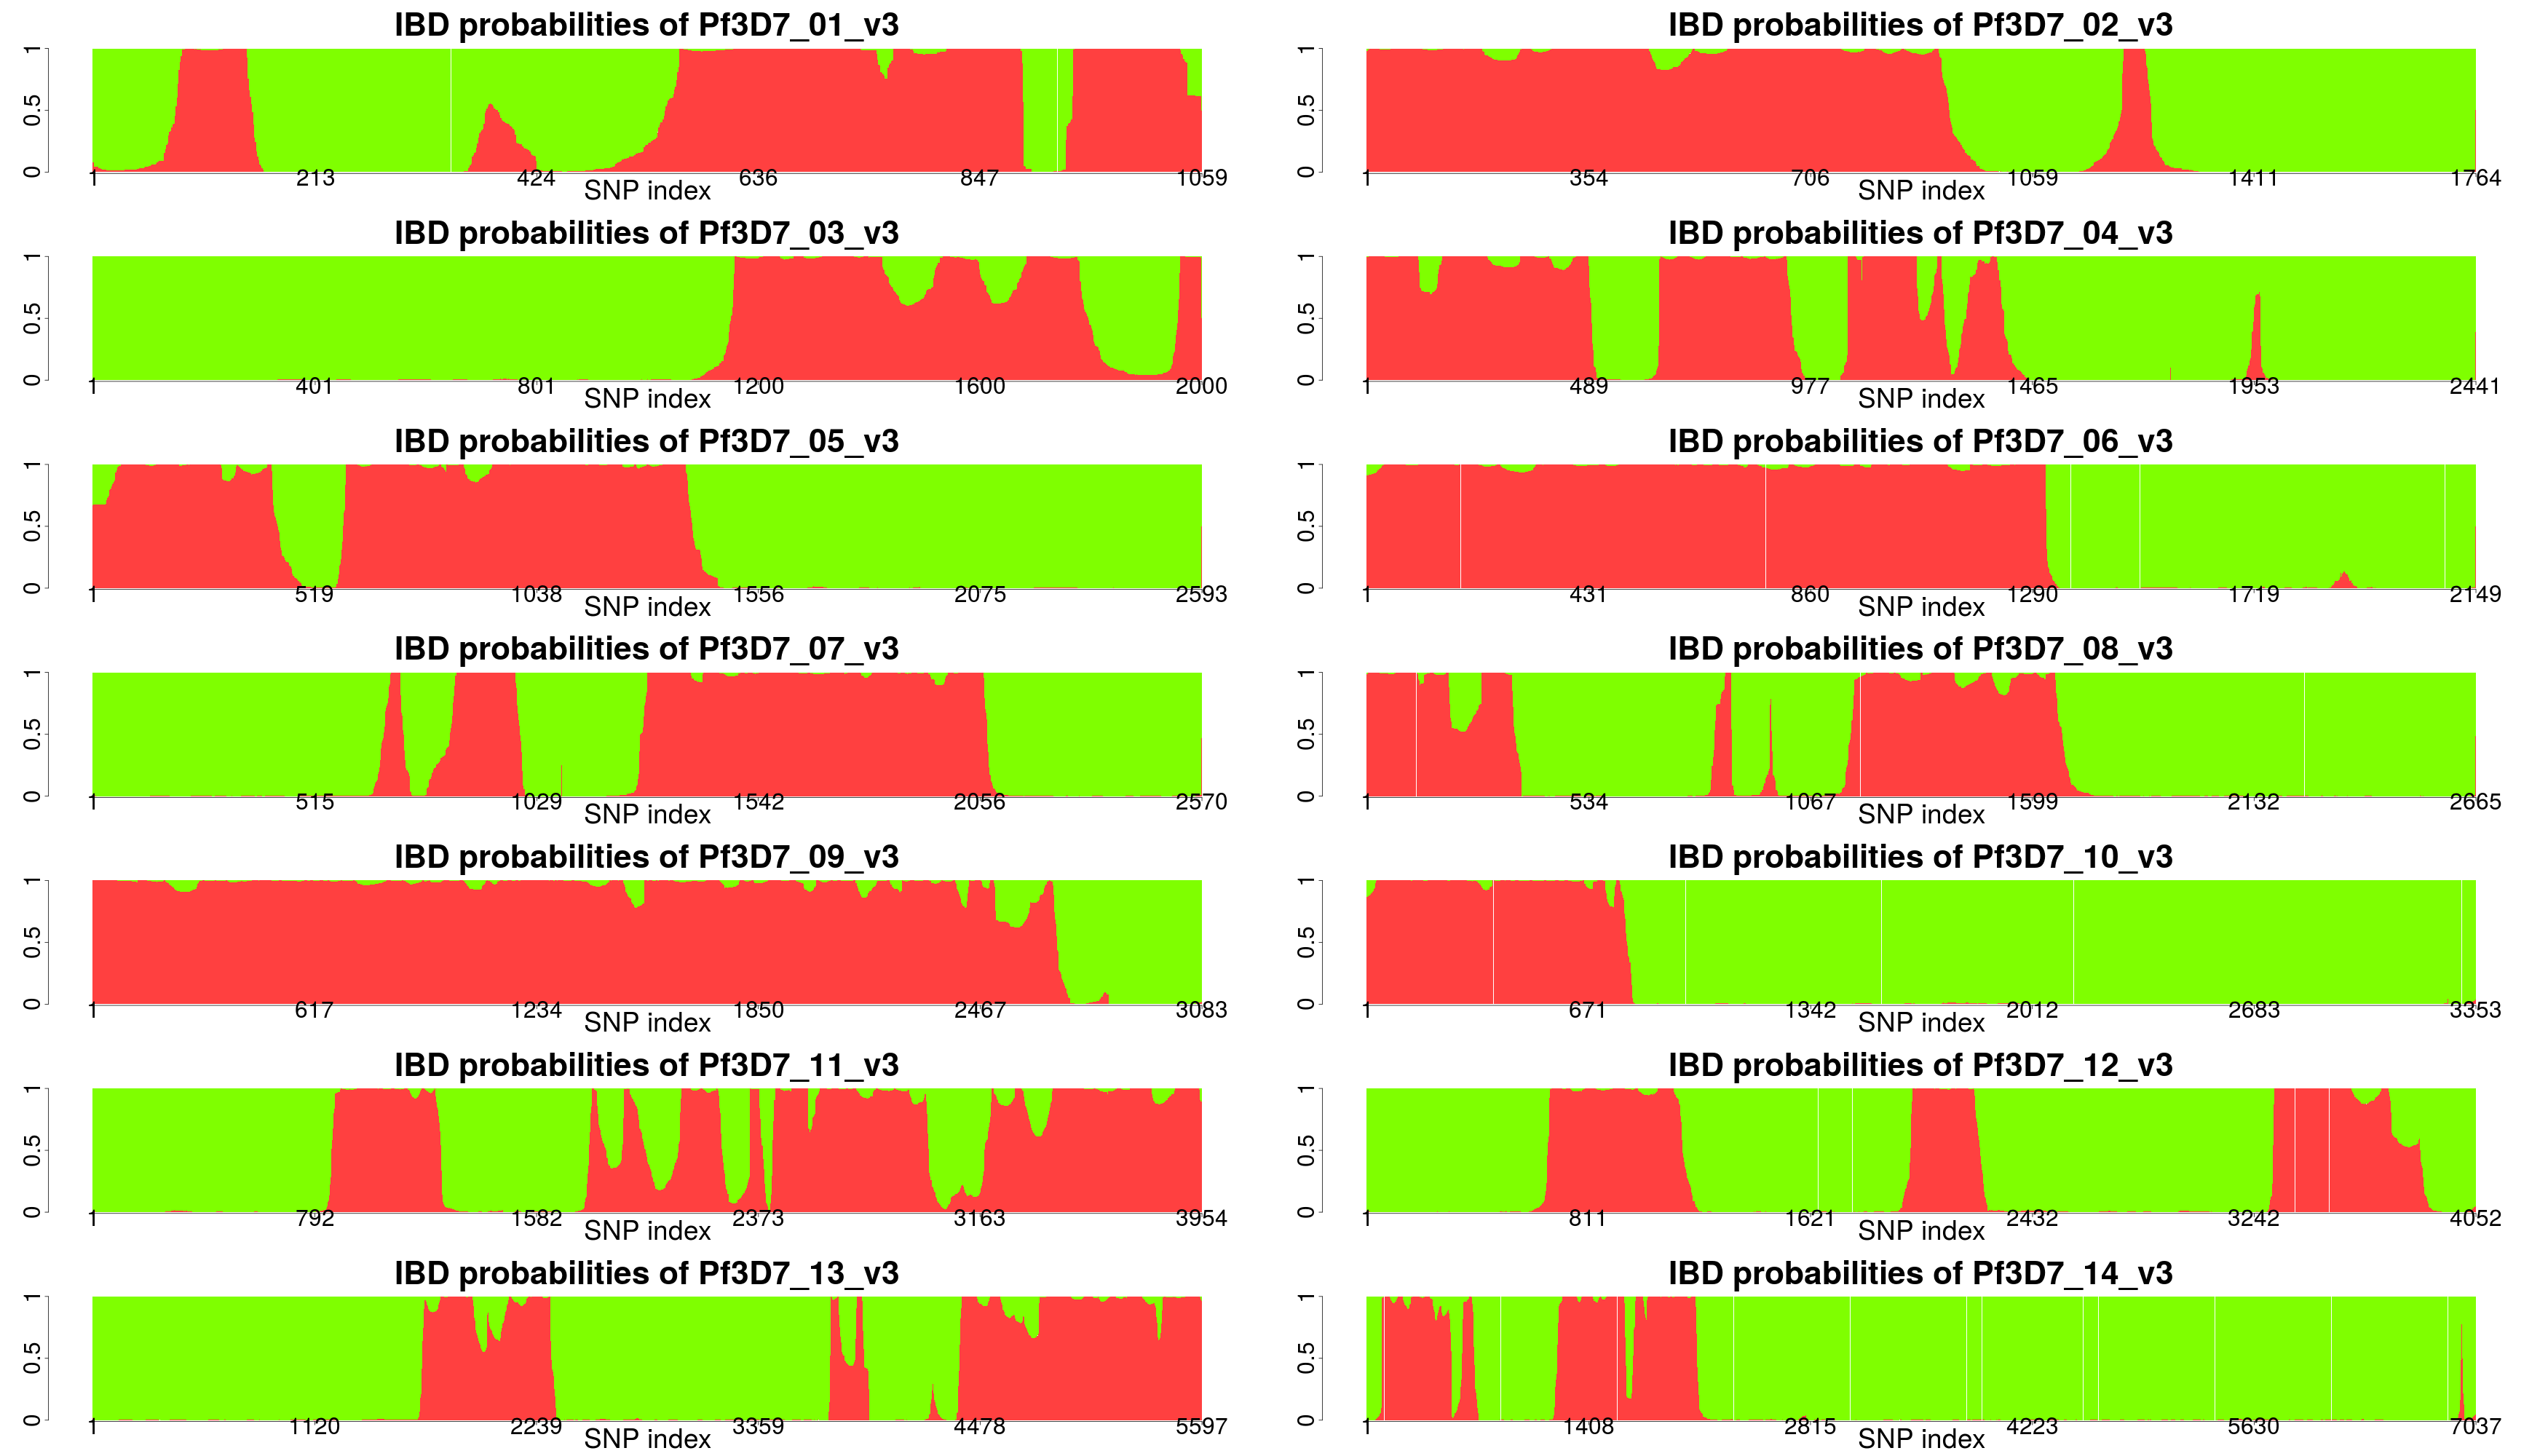 IBD probabilities of Pf3D7_01_v3
0 0.5 1
1 213 424 636 847 1059
SNP index
IBD probabilities of Pf3D7_02_v3
0 0.5 1
1 354 706 1059 1411 1764
SNP index
IBD probabilities of Pf3D7_03_v3
0 0.5 1
1 401 801 1200 1600 2000
SNP index
IBD probabilities of Pf3D7_04_v3
0 0.5 1
1 489 977 1465 1953 2441
SNP index
IBD probabilities of Pf3D7_05_v3
0 0.5 1
1 519 1038 1556 2075 2593
SNP index
IBD probabilities of Pf3D7_06_v3
0 0.5 1
1 431 860 1290 1719 2149
SNP index
IBD probabilities of Pf3D7_07_v3
0 0.5 1
1 515 1029 1542 2056 2570
SNP index
IBD probabilities of Pf3D7_08_v3
0 0.5 1
1 534 1067 1599 2132 2665
SNP index
IBD probabilities of Pf3D7_09_v3
0 0.5 1
1 617 1234 1850 2467 3083
SNP index
IBD probabilities of Pf3D7_10_v3
0 0.5 1
1 671 1342 2012 2683 3353
SNP index
IBD probabilities of Pf3D7_11_v3
0 0.5 1
1 792 1582 2373 3163 3954
SNP index
IBD probabilities of Pf3D7_12_v3
0 0.5 1
1 811 1621 2432 3242 4052
SNP index
IBD probabilities of Pf3D7_13_v3
0 0.5 1
1 1120 2239 3359 4478 5597
SNP index
IBD probabilities of Pf3D7_14_v3
0 0.5 1
1 1408 2815 4223 5630 7037
SNP index